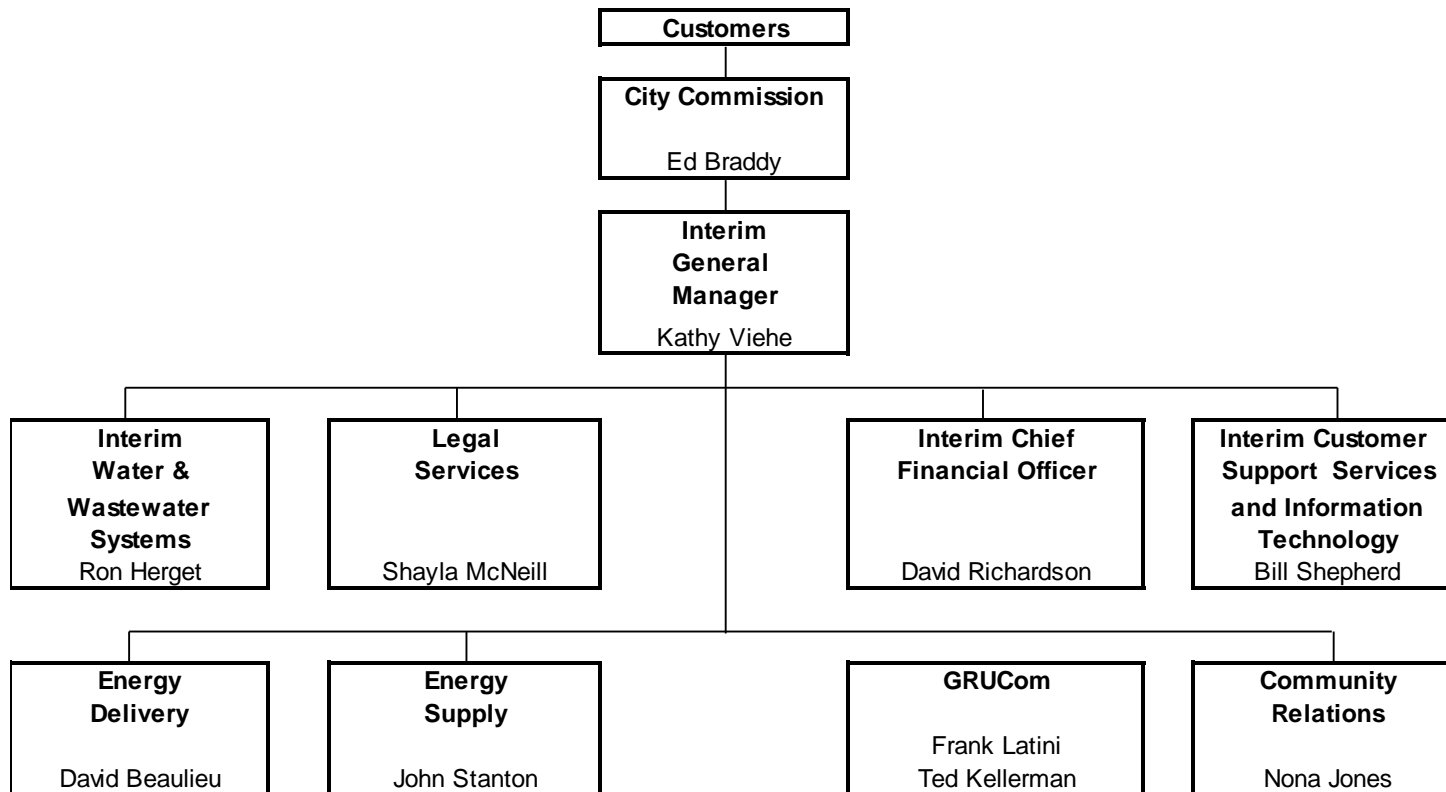 Customers
City Commission
Ed Braddy
Interim
General
Manager
Kathy Viehe
Interim
Water &
Wastewater
Systems
Ron Herget
Legal
Services
Shayla McNeill
Interim Chief
Financial Officer
David Richardson
Interim Customer
Support Services
and Information
Technology
Bill Shepherd
Energy
Delivery
David Beaulieu
Energy
Supply
John Stanton
GRUCom
Frank Latini
Ted Kellerman
Community
Relations
Nona Jones